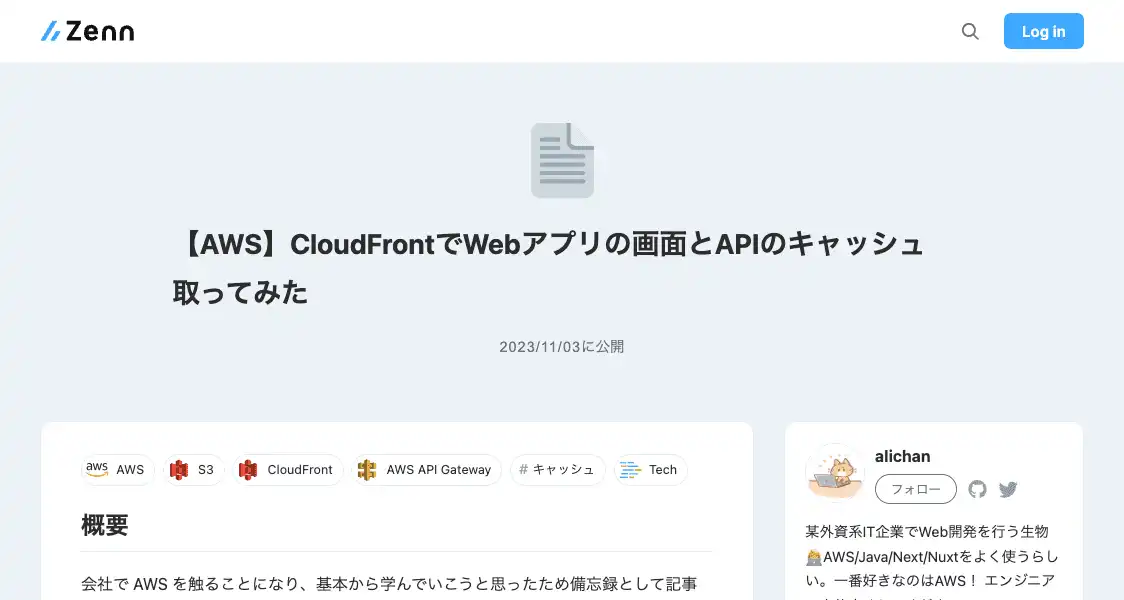 Zenn
Log in
【AWS】CloudFrontでWebアプリの画面とAPIのキャッシュ
取ってみた
2023/11/03に公開
aws AWS
S3
CloudFront
AWS API Gateway
# キャッシュ
Tech
概要
会社で AWS を触ることになり、基本から学んでいこうと思ったため備忘録として記事
alichan
フォロー
某外資系IT企業でWeb開発を行う生物
🧑‍💻AWS/Java/Next/Nuxtをよく使うらし
い。一番好きなのはAWS！ エンジニア